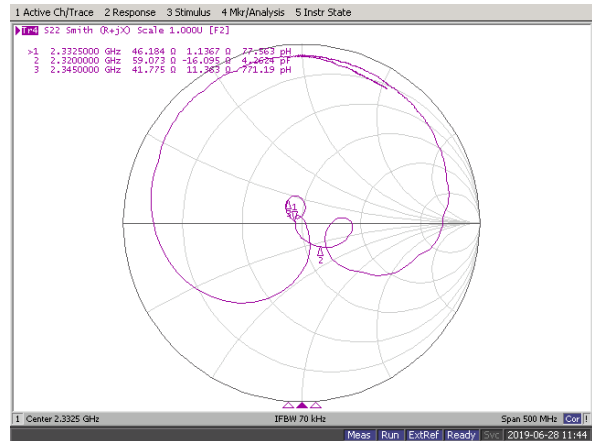 1 Active Ch/Trace 2 Response 3 Stimulus 4 Mkr/Analysis 5 Instr State
Tr4 S22 Smith (R+jX) Scale 1.000U [F2]
>1 2.3325000 GHz 46.184 Ω 1.1367 Ω 77.563 pH
2 2.3200000 GHz 59.073 Ω -16.095 Ω 4.2624 pF
3 2.3450000 GHz 41.775 Ω 11.363 Ω 771.19 pH
1
2
1 Center 2.3325 GHz IFBW 70 kHz Span 500 MHz Cor !
Meas Run ExtRef Ready Svc 2019-06-28 11:44